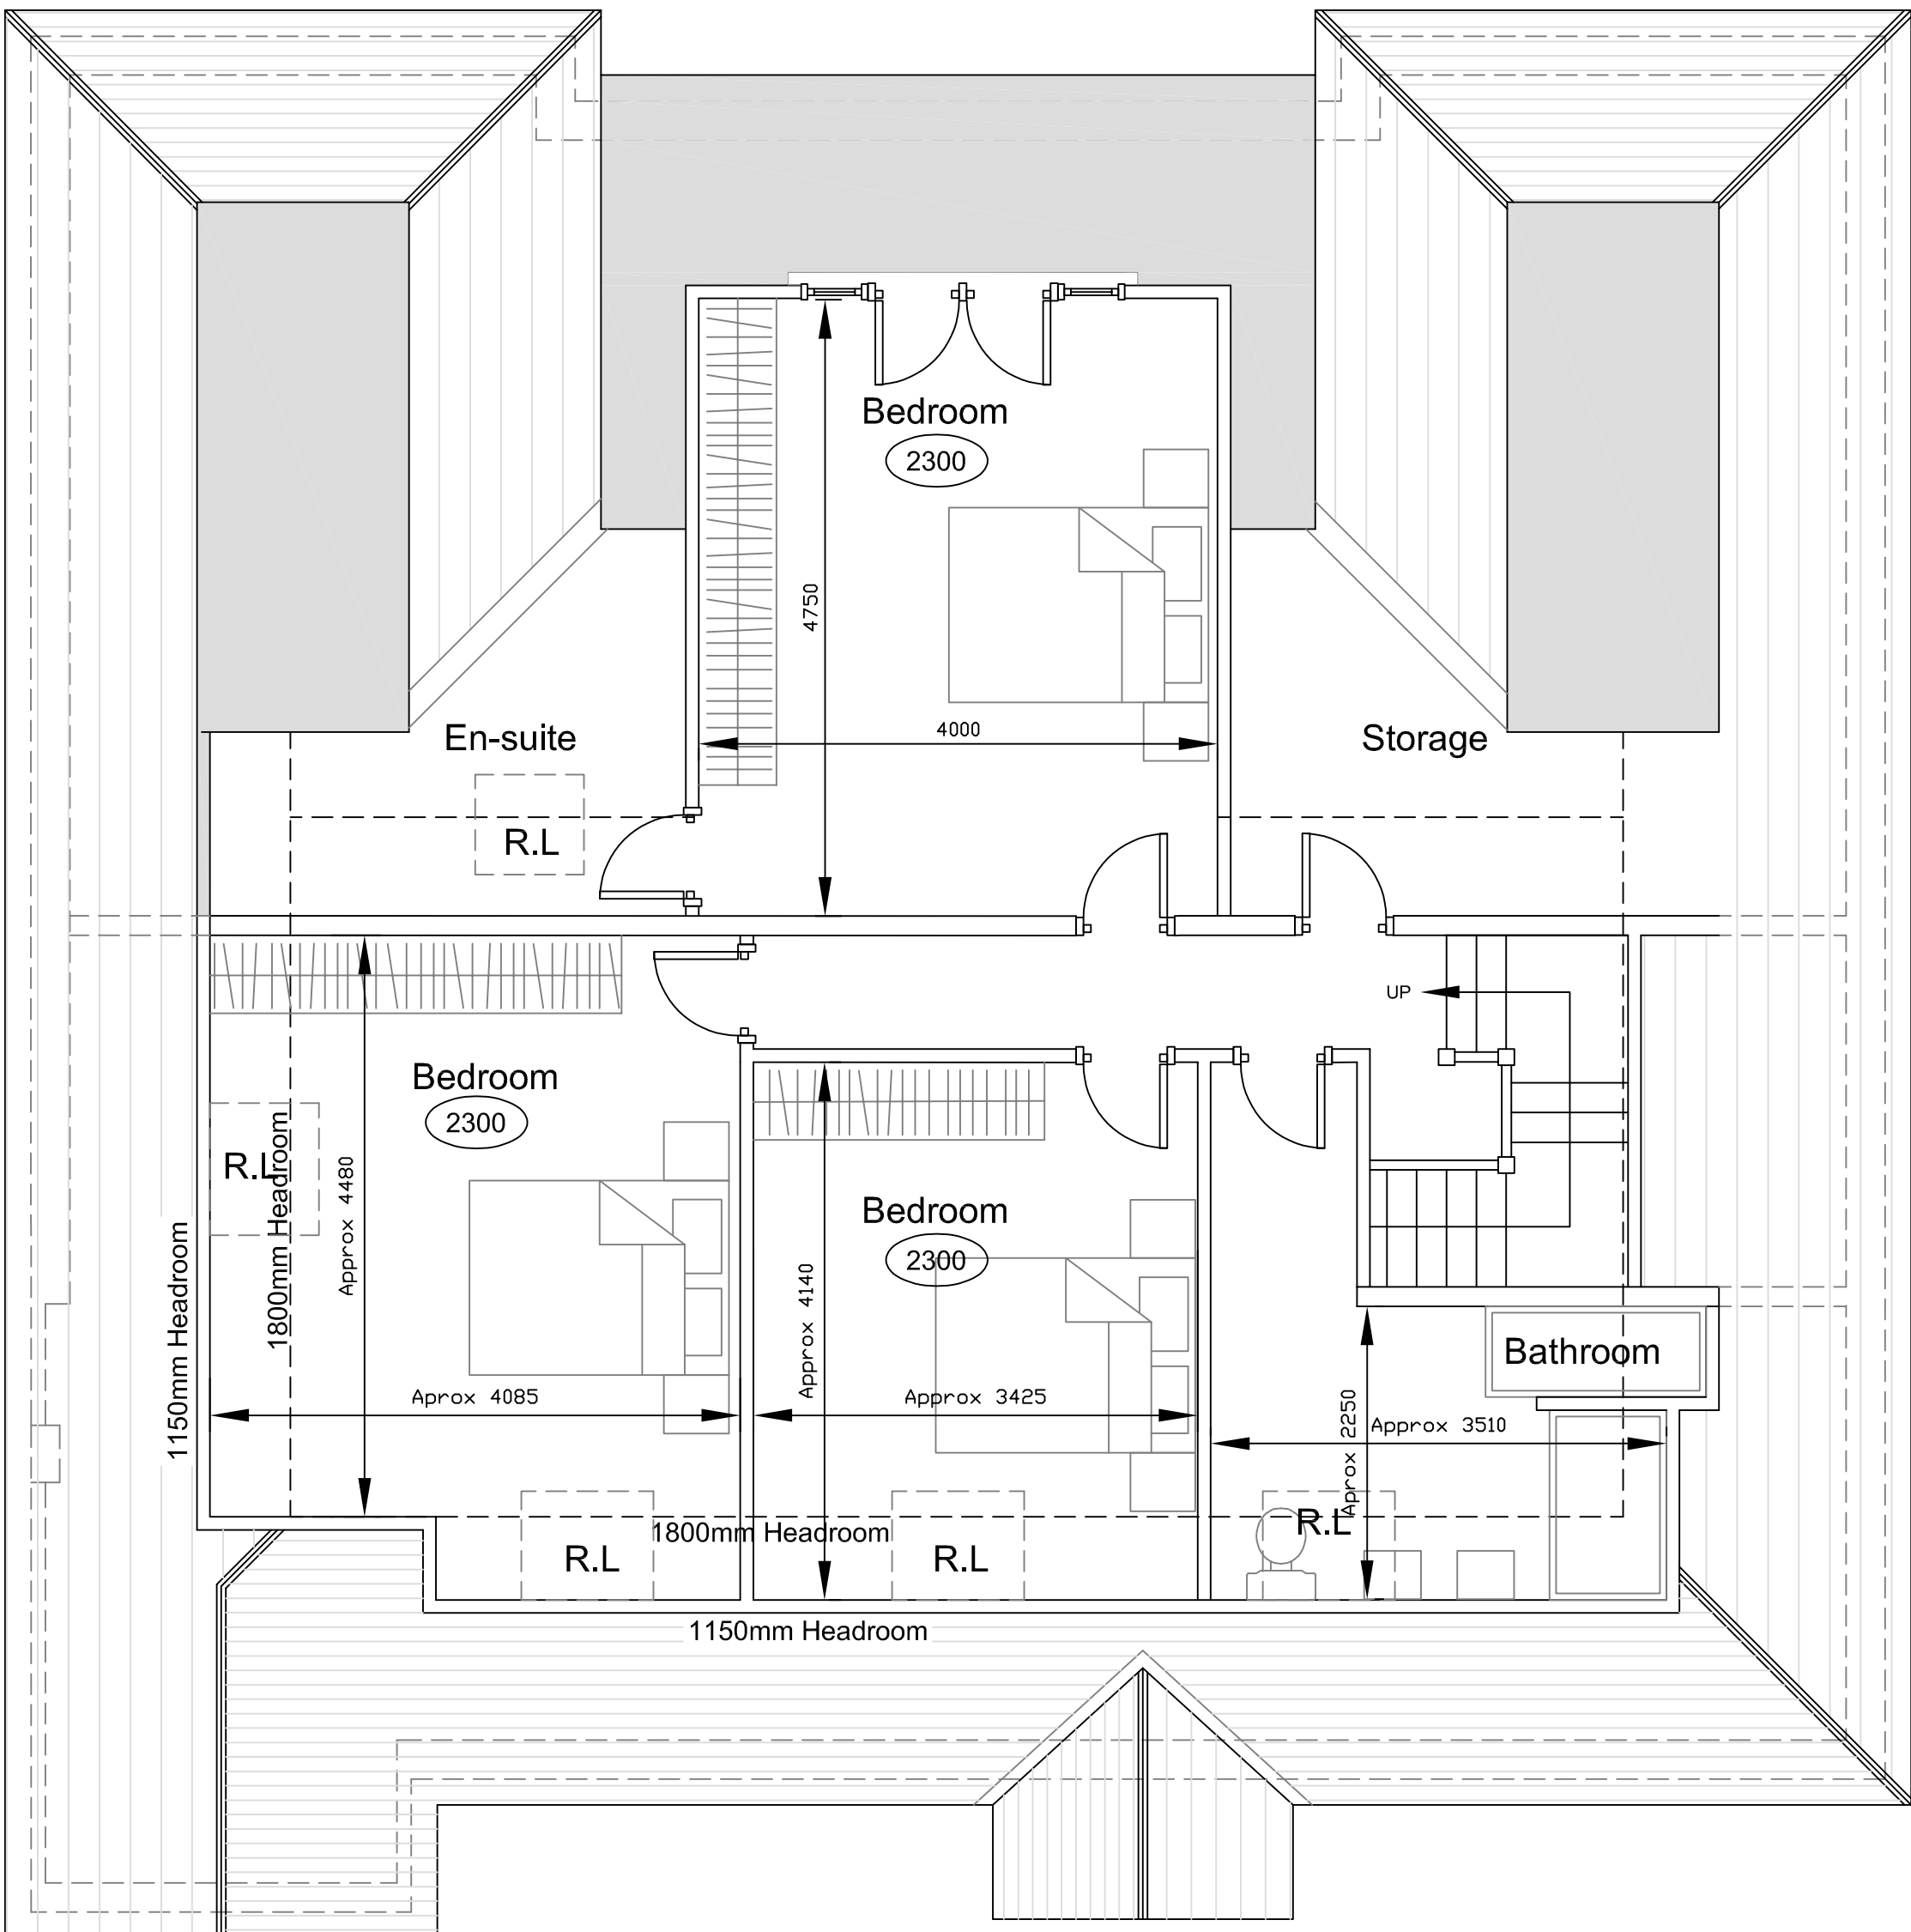 Bedroom
2300
4750
4000
En-suite
R.L
Storage
UP
Bedroom
2300
R.L
1800mm Headroom
Approx 4480
1150mm Headroom
Aprox 4085
Bedroom
2300
Approx 4140
Approx 3425
Bathroom
Approx 2250
Approx 3510
R.L
1800mm Headroom
R.L
R.L
1150mm Headroom